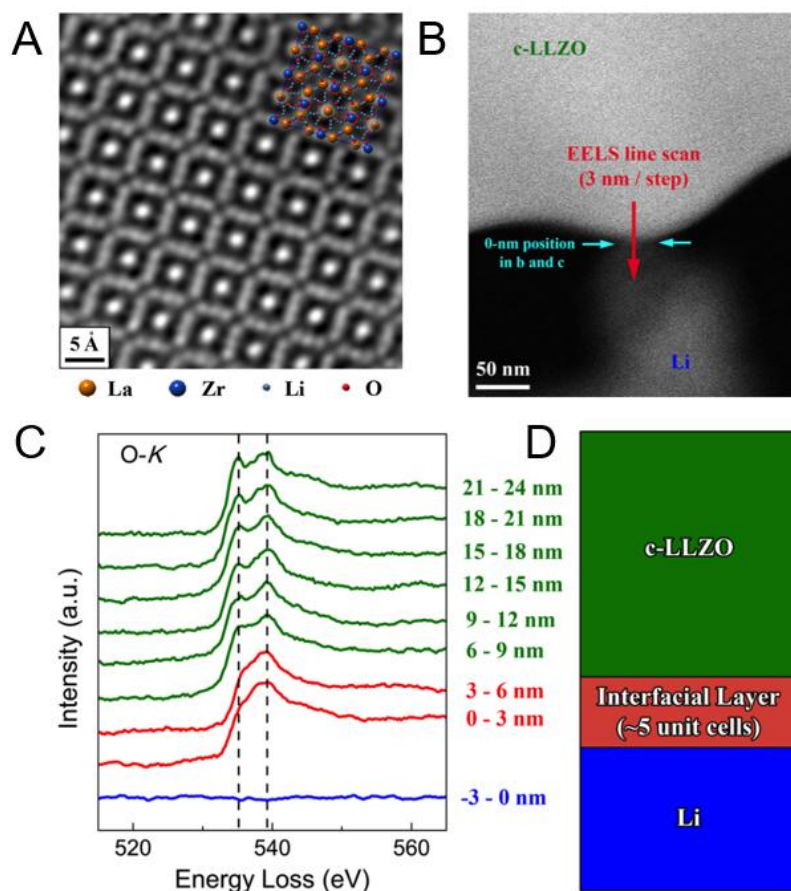 A
5 Å
La Zr Li O
B
c-LLZO
EELS line scan
(3 nm / step)
0-nm position
in b and c
Li
50 nm
C
O-K
21 - 24 nm
18 - 21 nm
15 - 18 nm
12 - 15 nm
9 - 12 nm
6 - 9 nm
3 - 6 nm
0 - 3 nm
-3 - 0 nm
Intensity (a.u.)
520 540 560
Energy Loss (eV)
D
c-LLZO
Interfacial Layer
(~5 unit cells)
Li